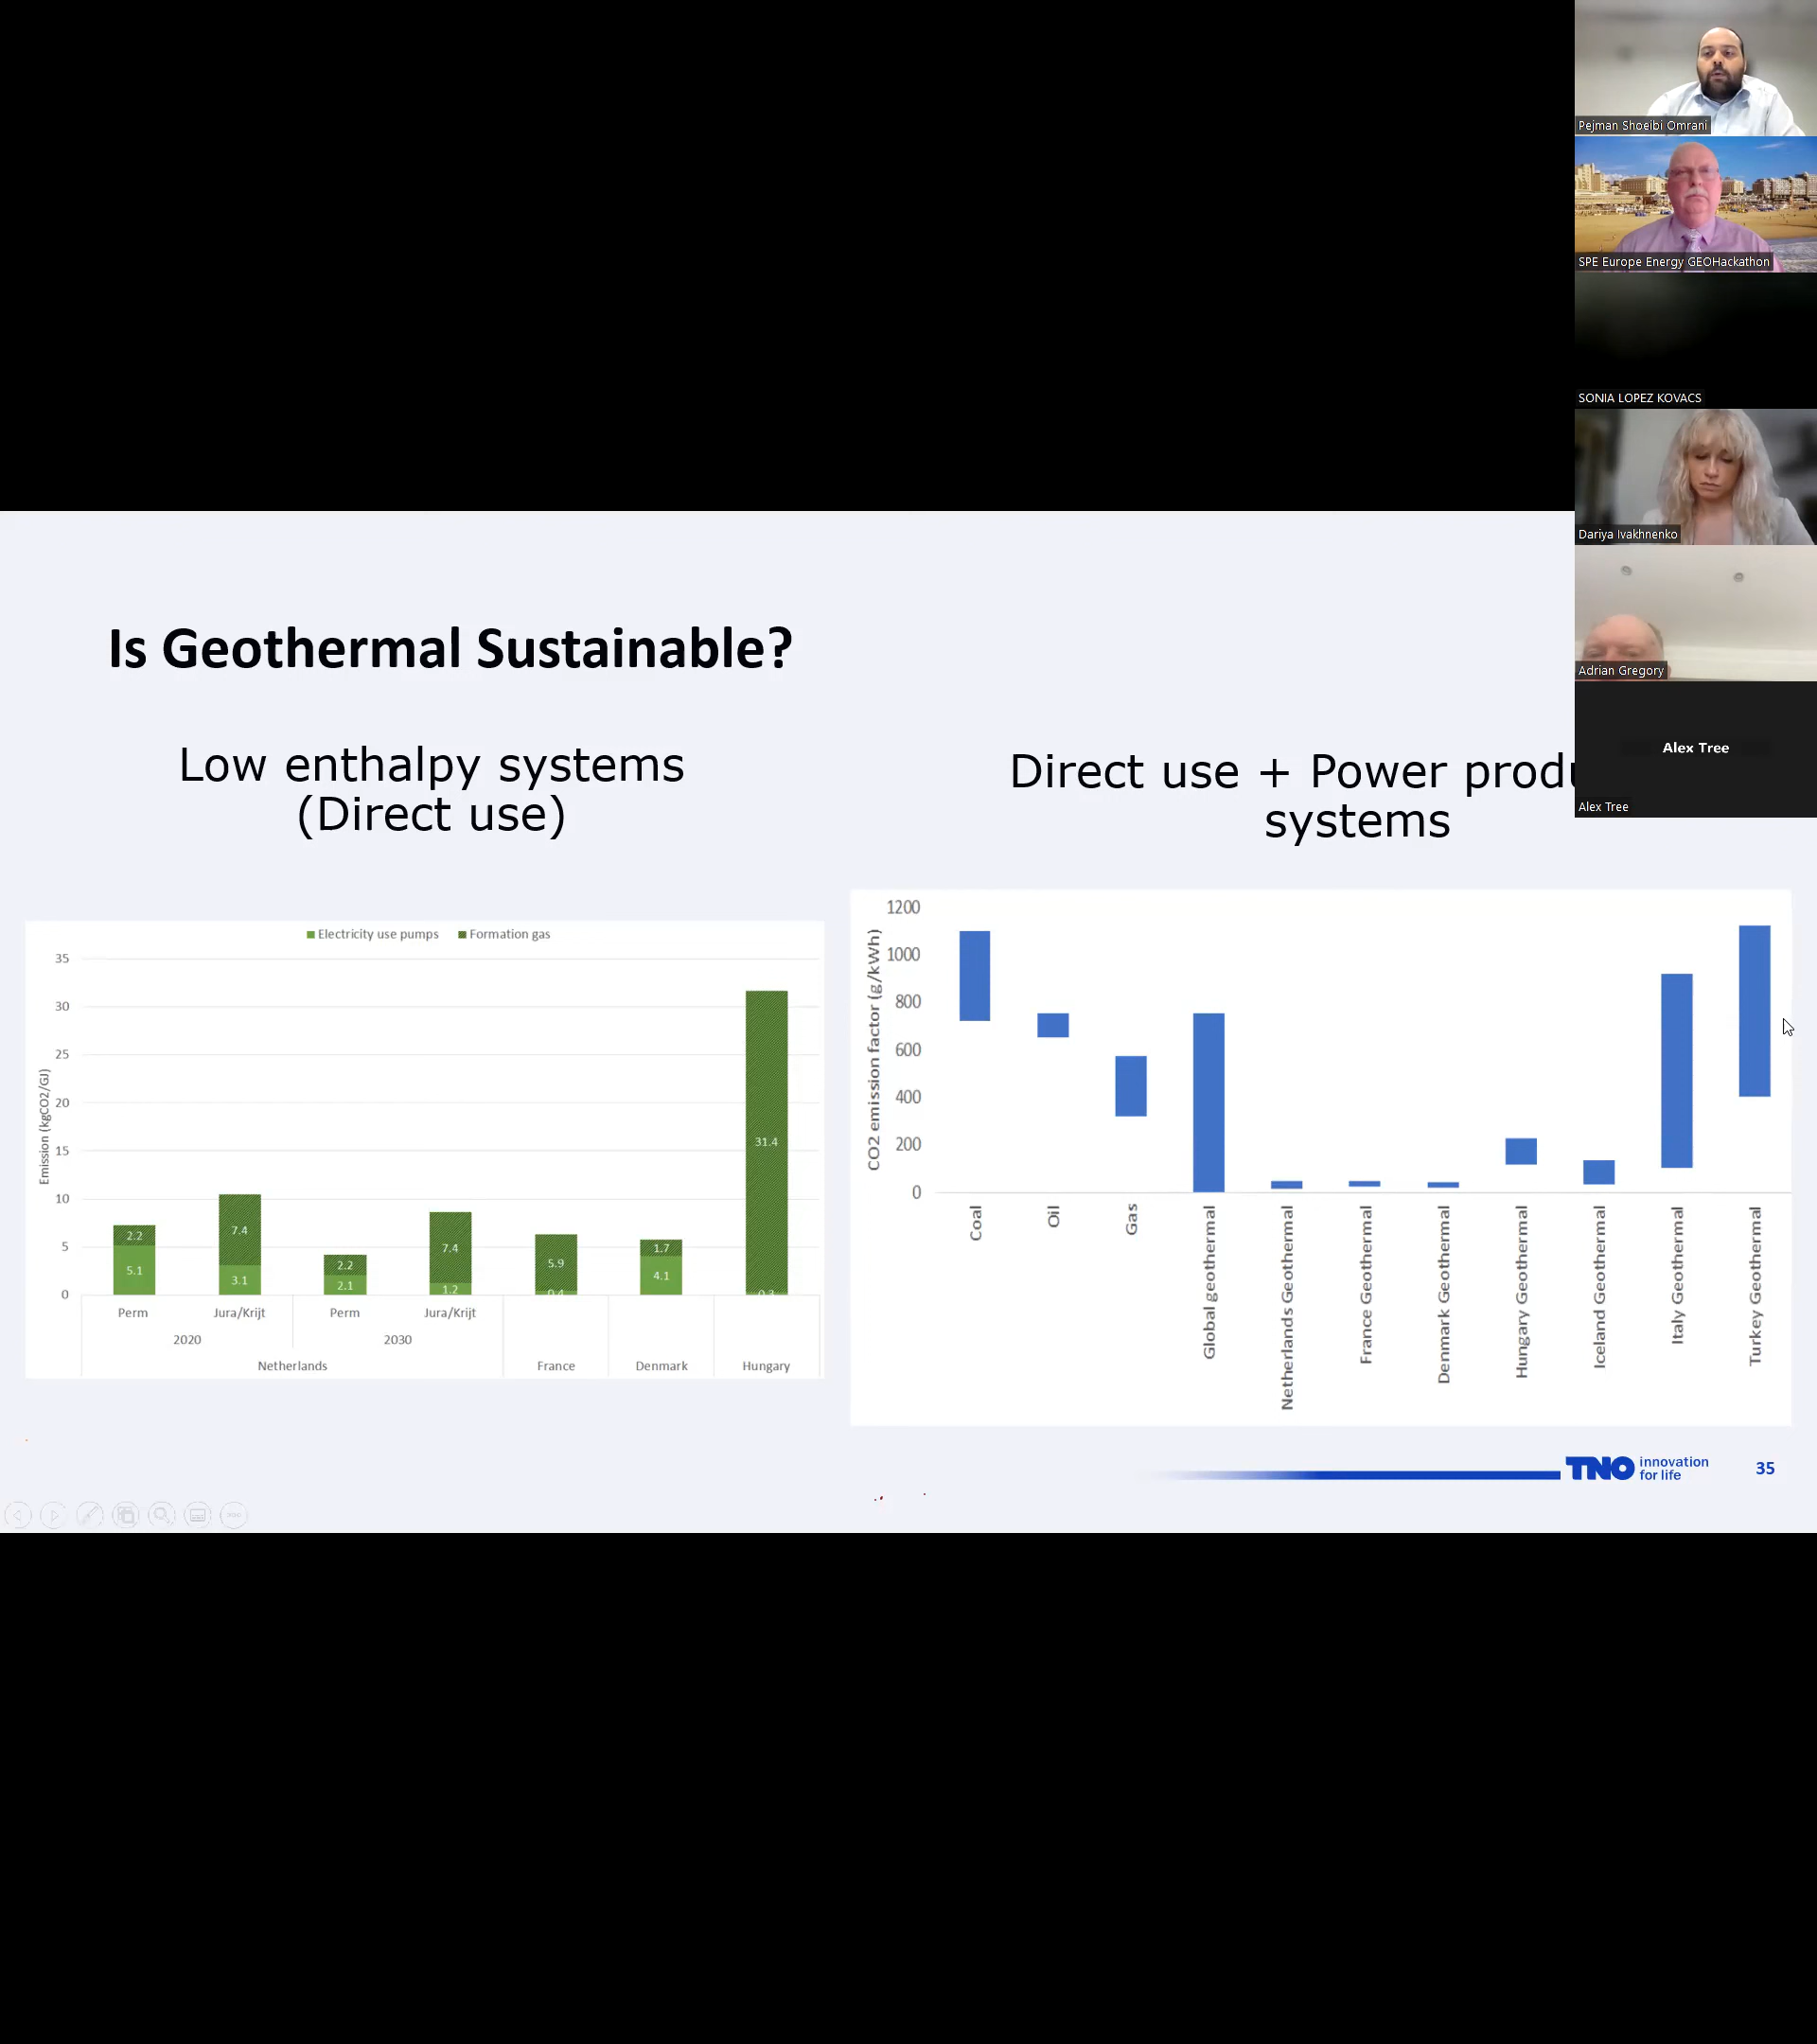 Pejman Shoeibi Omrani
SPE Europe Energy GEOHackathon
SONIA LOPEZ KOVACS
Dariya Ivakhnenko
Adrian Gregory
Alex Tree
Alex Tree
Is Geothermal Sustainable?
Low enthalpy systems
(Direct use)
Electricity use pumps Formation gas
Emission (kgCO2/GJ)
35
30
25
20
15
10
5
0
2.2
5.1
7.4
3.1
2.2
2.1
7.4
1.2
5.9
0.4
1.7
4.1
31.4
0.3
Perm Jura/Krijt Perm Jura/Krijt
2020 2030
Netherlands France Denmark Hungary
Direct use + Power produ
systems
CO2 emission factor (g/kWh)
1200
1000
800
600
400
200
0
Coal
Oil
Gas
Global geothermal
Netherlands Geothermal
France Geothermal
Denmark Geothermal
Hungary Geothermal
Iceland Geothermal
Italy Geothermal
Turkey Geothermal
TNO innovation
for life
35